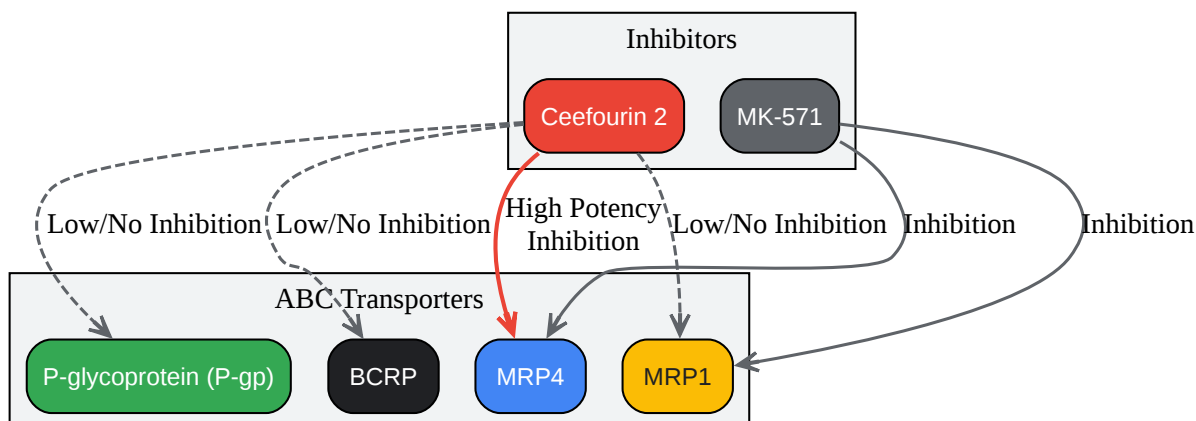 Inhibitors
Ceefourin 2
MK-571
Low/No Inhibition
Low/No Inhibition
High Potency
Inhibition
Low/No Inhibition
Inhibition
Inhibition
ABC Transporters
P-glycoprotein (P-gp)
BCRP
MRP4
MRP1